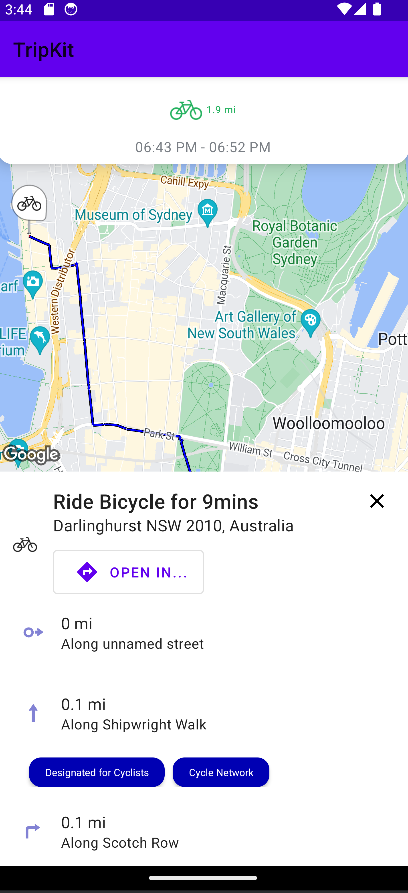 3:44
TripKit
1.9 mi
06:43 PM - 06:52 PM
Cahill Expy
Museum of Sydney
Royal Botanic
Garden
Sydney
Macquarie St
Western Distributor
arf
Art Gallery of
New South Wales
LIFE
rium
Pott
Woolloomooloo
Park St
William St
Cross City Tunnel
Google
Ride Bicycle for 9mins
Darlinghurst NSW 2010, Australia
OPEN IN...
0 mi
Along unnamed street
0.1 mi
Along Shipwright Walk
Designated for Cyclists
Cycle Network
0.1 mi
Along Scotch Row